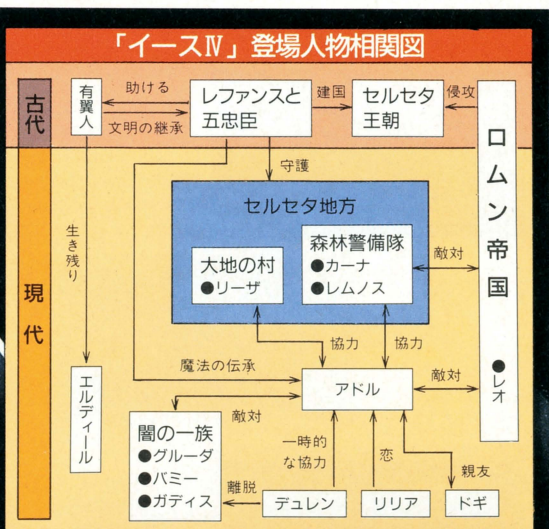 「イースⅣ」登場人物相関図
古代
有翼人
助ける
文明の継承
レファンスと
五忠臣
建国
セルセタ
王朝
侵攻
ロムン帝国
●レオ
守護
現代
生き残り
セルセタ地方
大地の村
●リーザ
森林警備隊
●カーナ
●レムノス
敵対
協力
協力
魔法の伝承
アドル
敵対
エルディール
敵対
闇の一族
●グルーダ
●バミー
●ガディス
離脱
一時的
な協力
恋
親友
デュレン
リリア
ドギ